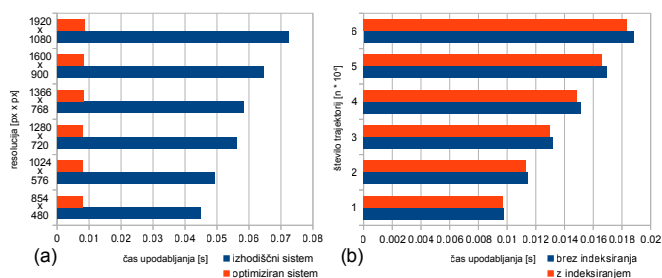 1920
x
1080
1600
x
900
1366
x
768
1280
x
720
1024
x
576
854
x
480
resolucija [px x px]
0 0.01 0.02 0.03 0.04 0.05 0.06 0.07 0.08
(a)
čas upodabljanja [s]
izhodiščni sistem
optimiziran sistem
6
5
4
3
2
1
0 0.002 0.004 0.006 0.008 0.01 0.012 0.014 0.016 0.018 0.02
(b)
čas upodabljanja [s]
brez indeksiranja
z indeksiranjem